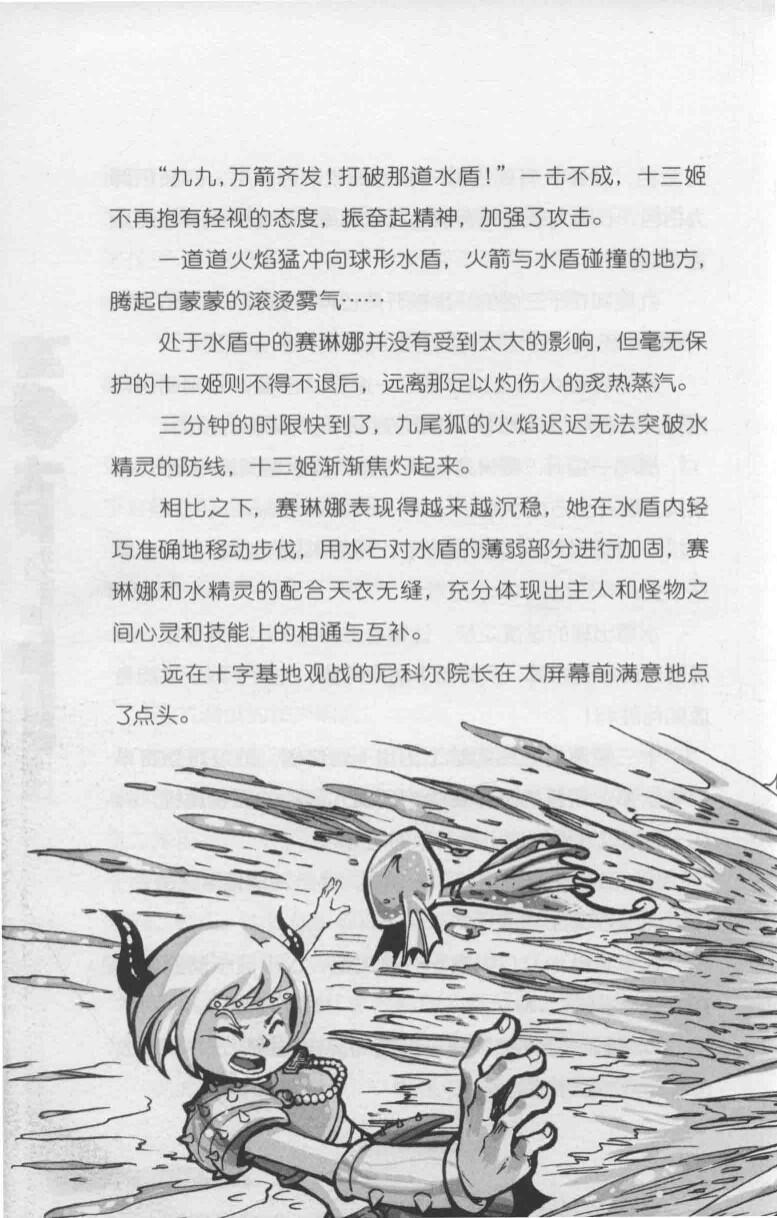 “九九，万箭齐发！打破那道水盾！”一击不成，十三姬
不再抱有轻视的态度，振奋起精神，加强了攻击。
一道道火焰猛冲向球形水盾，火箭与水盾碰撞的地方，
腾起白蒙蒙的滚烫雾气……
处于水盾中的赛琳娜并没有受到太大的影响，但毫无保
护的十三姬则不得不退后，远离那足以灼伤人的炙热蒸汽。
三分钟的时限快到了，九尾狐的火焰迟迟无法突破水
精灵的防线，十三姬渐渐焦灼起来。
相比之下，赛琳娜表现得越来越沉稳，她在水盾内轻
巧准确地移动步伐，用水石对水盾的薄弱部分进行加固，赛
琳娜和水精灵的配合天衣无缝，充分体现出主人和怪物之
间心灵和技能上的相通与互补。
远在十字基地观战的尼科尔院长在大屏幕前满意地点
了点头。